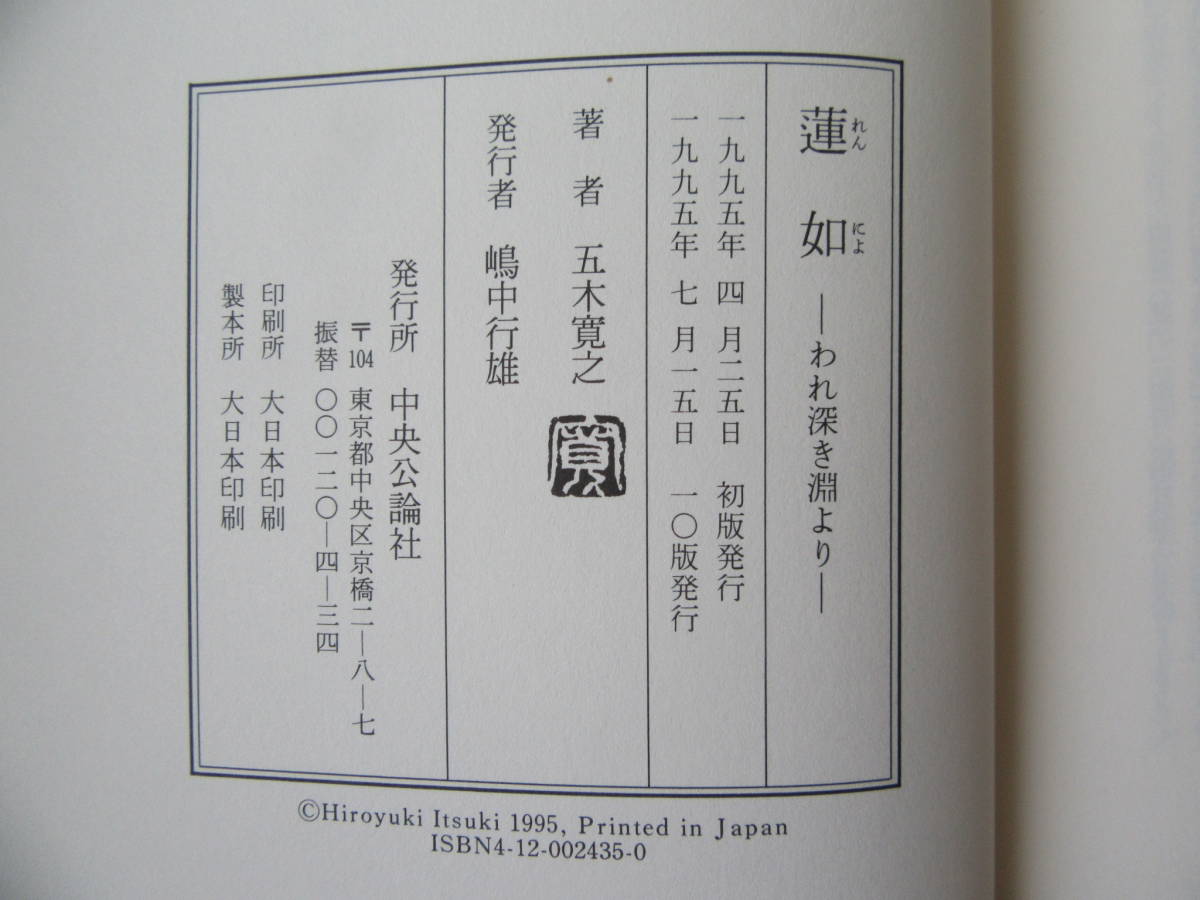 蓮如 ―われ深き淵より―
れん
にょ
一九九五年 四 月二五日 初版発行
一九九五年 七 月一五日 一〇版発行
著 者 五木寛之
寛
発行者 嶋中行雄
発行所 中央公論社
〒104 東京都中央区京橋二―八―七
振替 〇〇一二〇―四―三四
印刷所 大日本印刷
製本所 大日本印刷
©Hiroyuki Itsuki 1995, Printed in Japan
ISBN4-12-002435-0